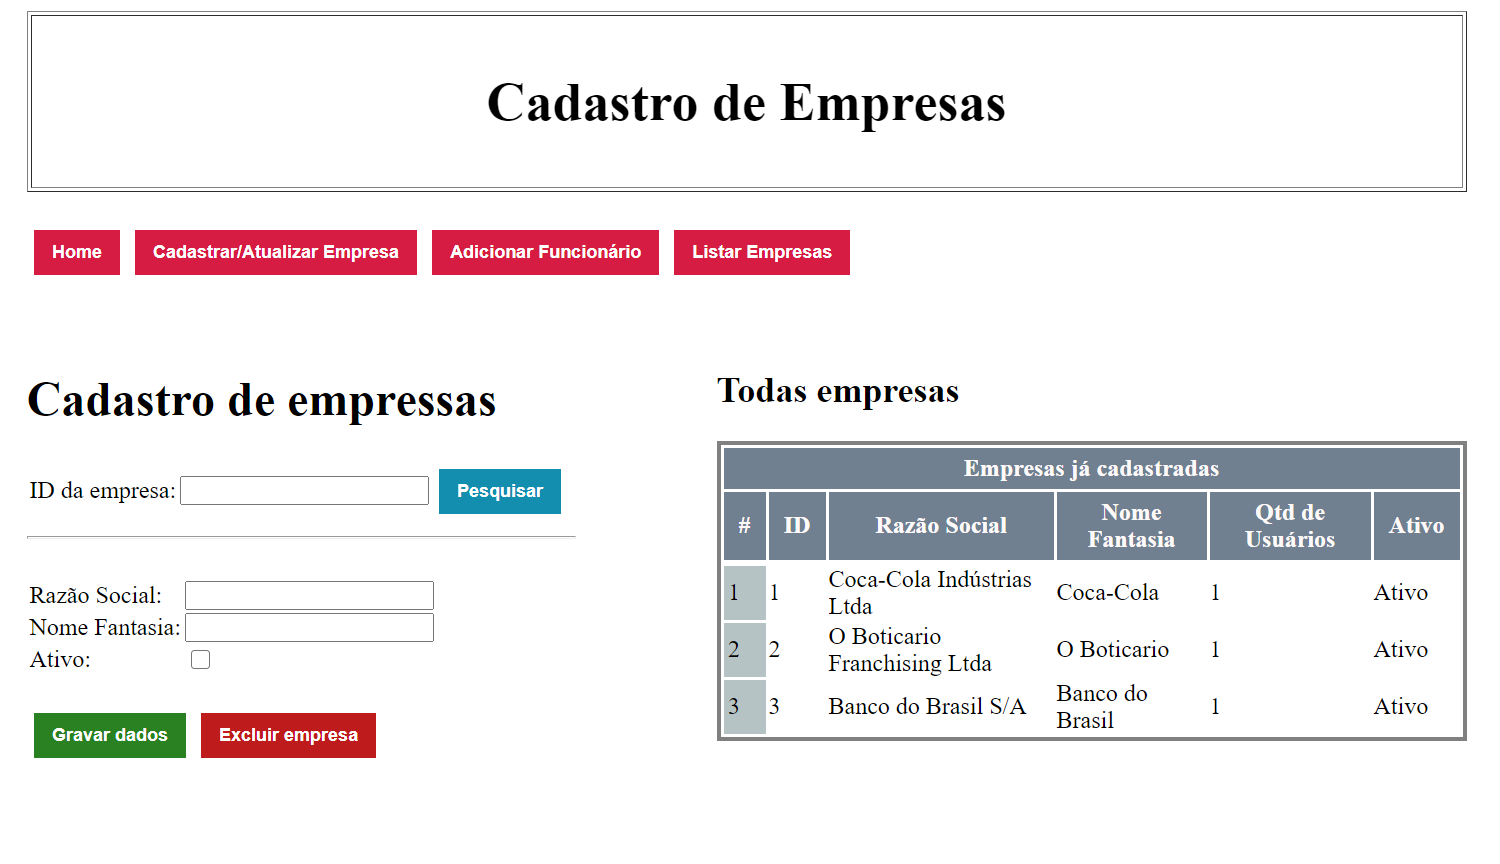 Cadastro de Empresas
Home Cadastrar/Atualizar Empresa Adicionar Funcionário Listar Empresas
Cadastro de empressas
ID da empresa: Pesquisar
Razão Social:
Nome Fantasia:
Ativo:
Gravar dados Excluir empresa
Todas empresas
Empresas já cadastradas
# ID Razão Social Nome Fantasia Qtd de Usuários Ativo
1 1 Coca-Cola Indústrias Ltda Coca-Cola 1 Ativo
2 2 O Boticario Franchising Ltda O Boticario 1 Ativo
3 3 Banco do Brasil S/A Banco do Brasil 1 Ativo